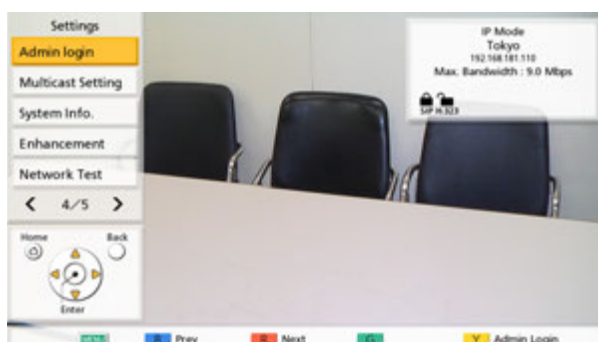 Settings
Admin login
Multicast Setting
System Info.
Enhancement
Network Test
4/5
Home
Back
Enter
IP Mode
Tokyo
192.168.181.110
Max. Bandwidth : 9.0 Mbps
SIP H.323
B Prev
R Next
G
Y Admin Login